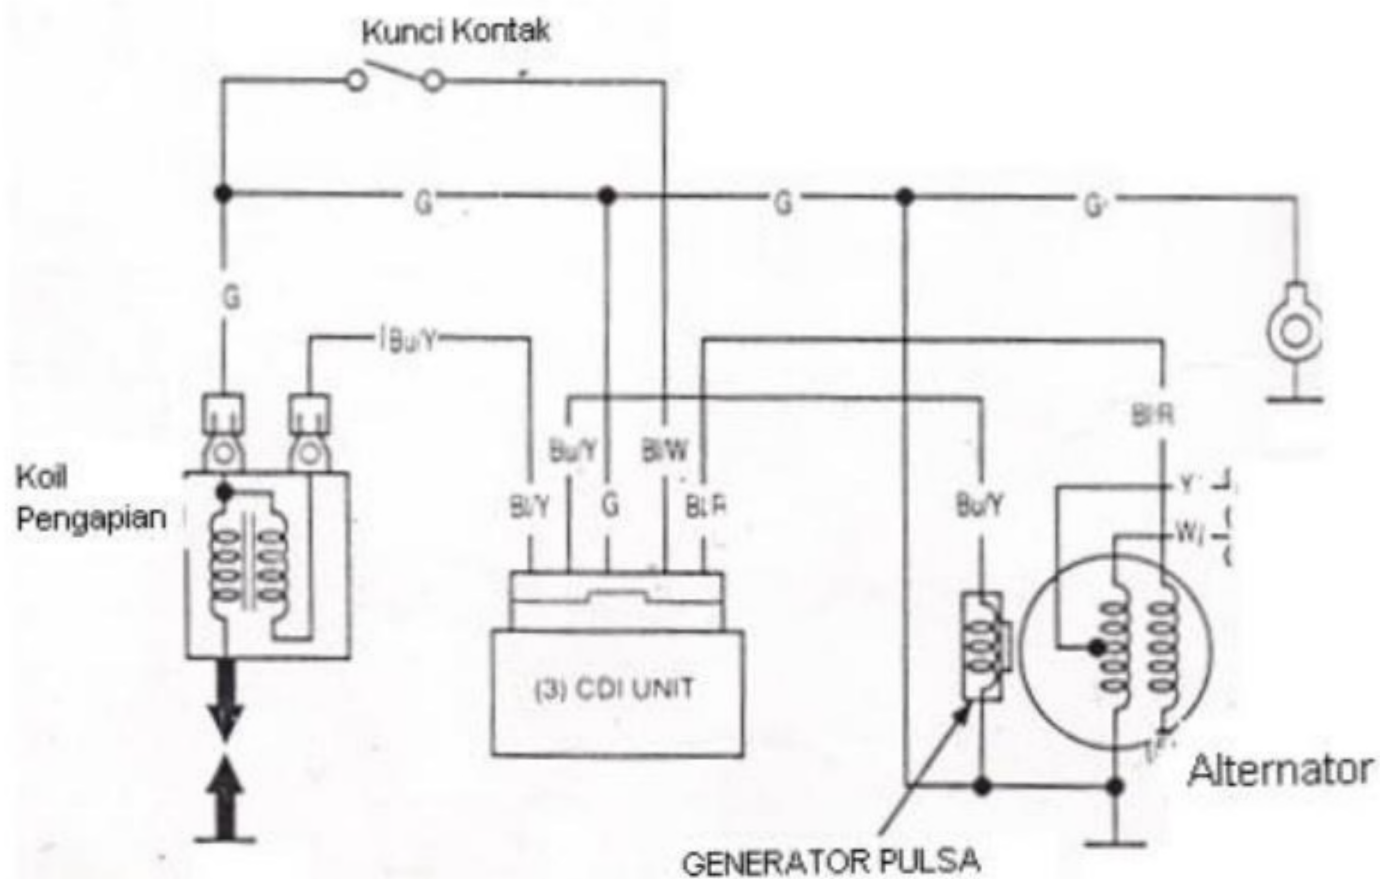 Kunci Kontak
G
G
G
G
Bu/Y
Bu/Y
Bl/W
Bl/R
Koil
Pengapian
Bl/Y
G
Bl/R
Bu/Y
Y
W
(3) CDI UNIT
Alternator
GENERATOR PULSA